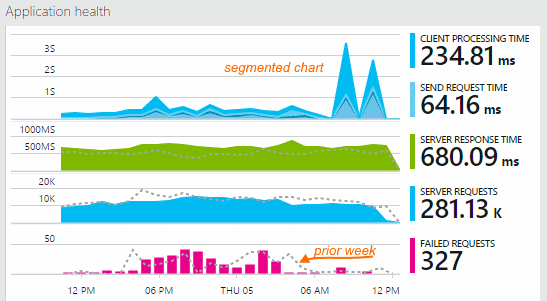 Application health
3S
2S
1S
segmented chart
CLIENT PROCESSING TIME
234.81 ms
SEND REQUEST TIME
64.16 ms
1000MS
500MS
SERVER RESPONSE TIME
680.09 ms
20K
10K
SERVER REQUESTS
281.13 K
50
prior week
FAILED REQUESTS
327
12 PM 06 PM THU 05 06 AM 12 PM